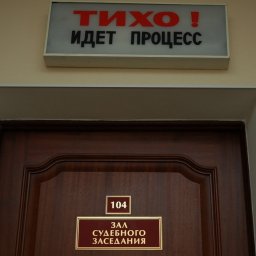 ТИХО!
ИДЕТ ПРОЦЕСС
104
ЗАЛ
СУДЕБНОГО
ЗАСЕДАНИЯ